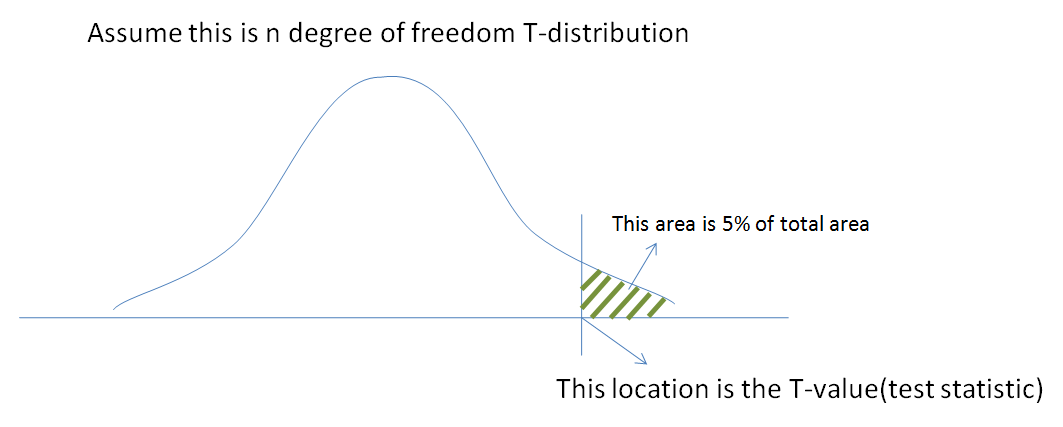 Assume this is n degree of freedom T-distribution
This area is 5% of total area
This location is the T-value(test statistic)